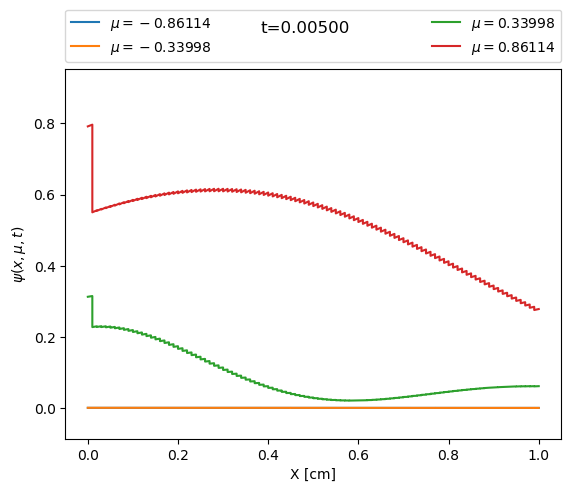 μ = −0.86114
μ = −0.33998
t=0.00500
μ = 0.33998
μ = 0.86114
0.8
0.6
0.4
0.2
0.0
ψ(x, μ, t)
0.0 0.2 0.4 0.6 0.8 1.0
X [cm]